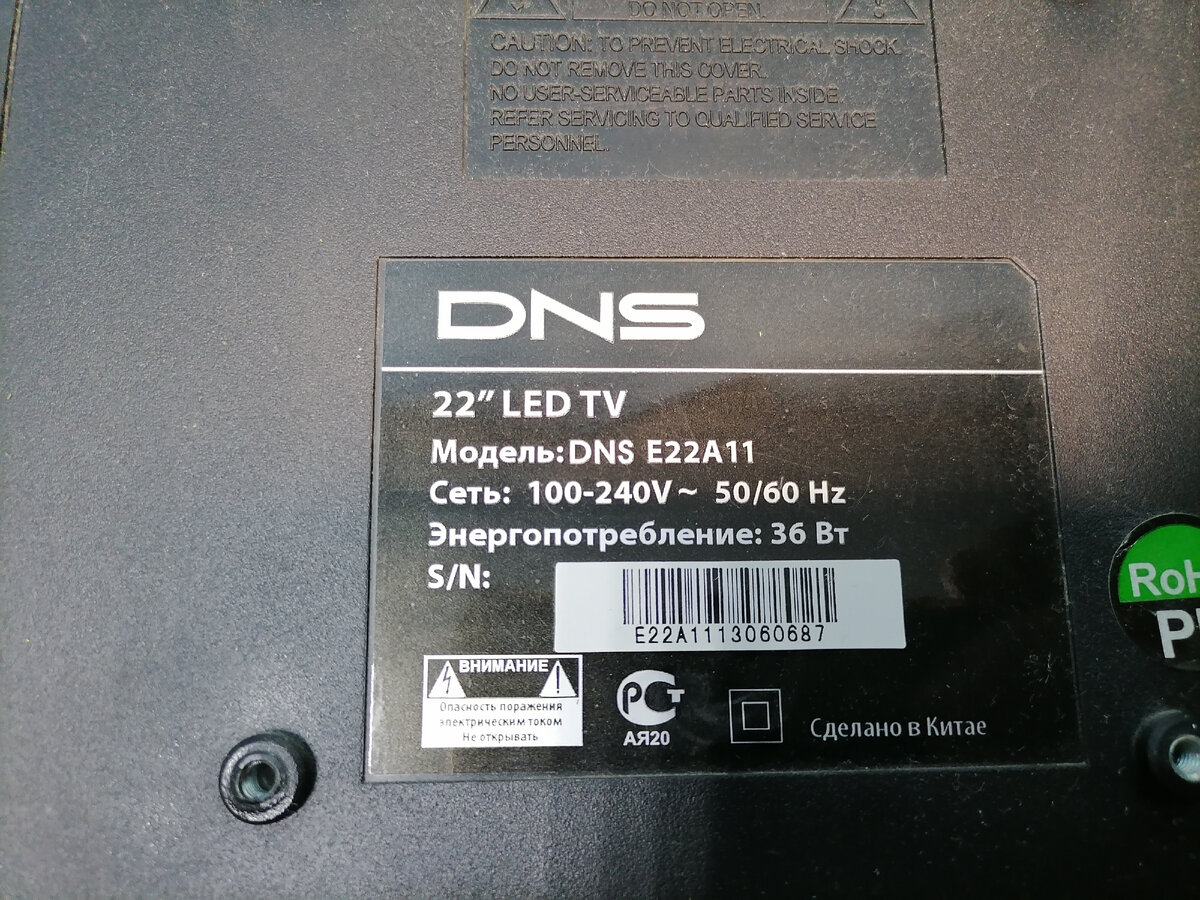 DO NOT OPEN.
CAUTION: TO PREVENT ELECTRICAL SHOCK.
DO NOT REMOVE THIS COVER.
NO USER-SERVICEABLE PARTS INSIDE.
REFER SERVICING TO QUALIFIED SERVICE
PERSONNEL.
DNS
22” LED TV
Модель: DNS E22A11
Сеть: 100-240V ~ 50/60 Hz
Энергопотребление: 36 Вт
S/N:
E22A1113060687
ВНИМАНИЕ
Опасность поражения
электрическим током
Не открывать
РСТ
АЯ20
Сделано в Китае